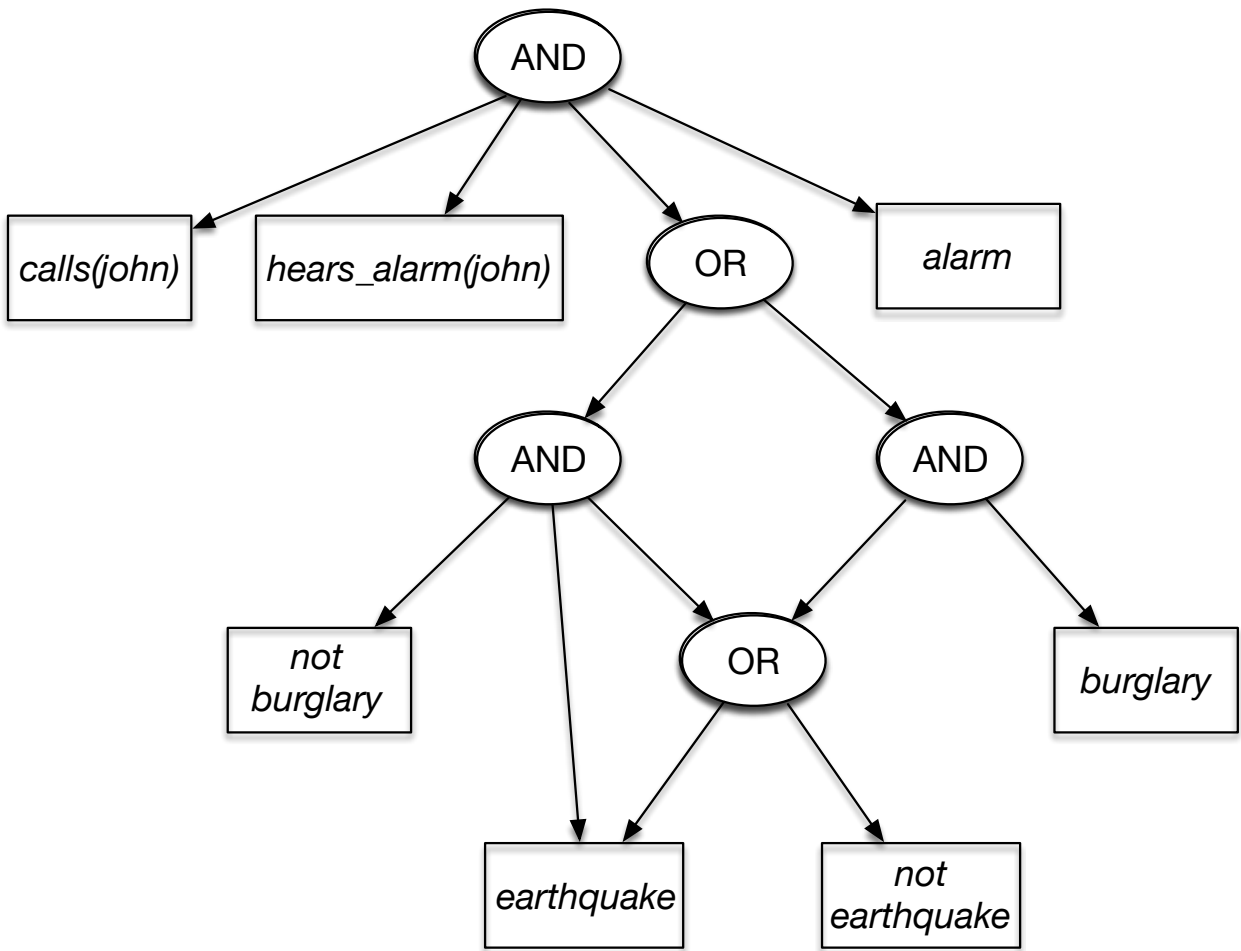 AND
calls(john)
hears_alarm(john)
OR
alarm
AND
AND
not
burglary
OR
burglary
earthquake
not
earthquake